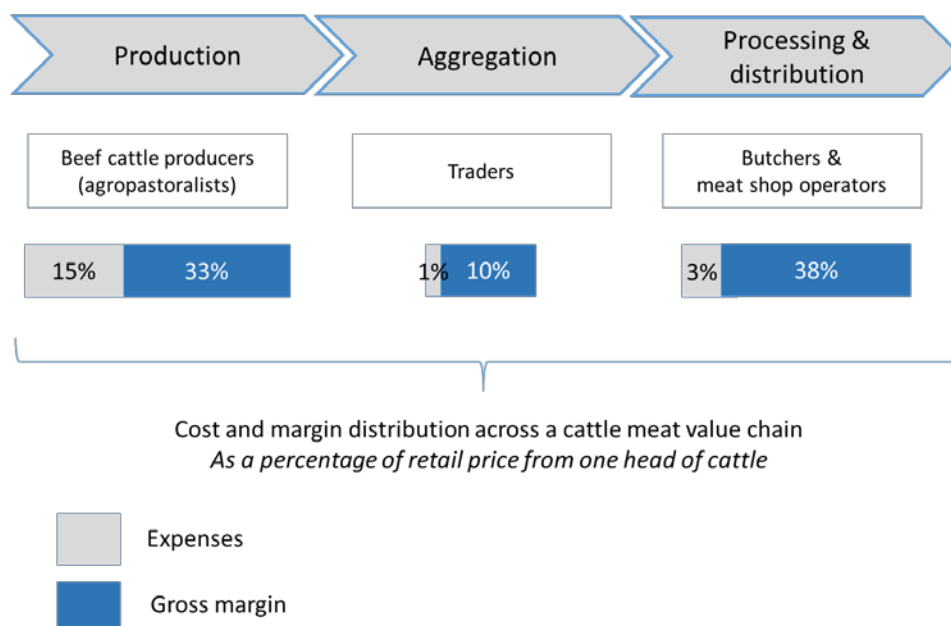 Production
Aggregation
Processing &
distribution
Beef cattle producers
(agropastoralists)
Traders
Butchers &
meat shop operators
15% 33%
1% 10%
3% 38%
Cost and margin distribution across a cattle meat value chain
As a percentage of retail price from one head of cattle
Expenses
Gross margin